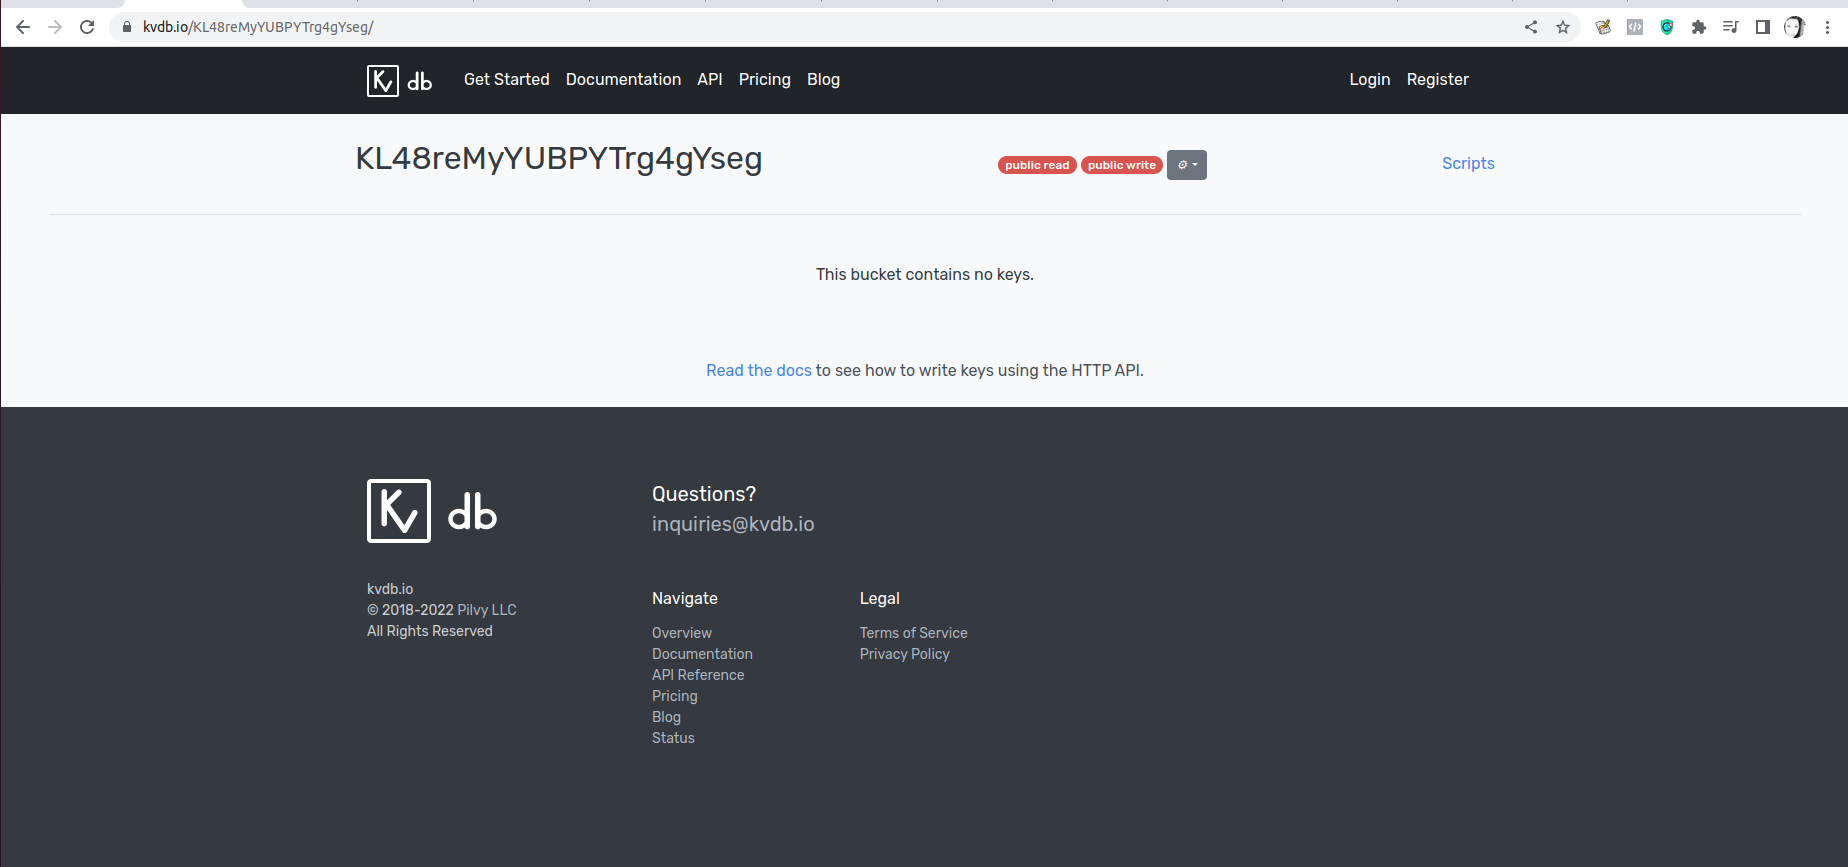 kvdb.io/KL48reMyYUBPYTrg4gYseg/
Kv db Get Started Documentation API Pricing Blog Login Register
KL48reMyYUBPYTrg4gYseg public read public write Scripts
This bucket contains no keys.
Read the docs to see how to write keys using the HTTP API.
Kv db
Questions?
inquiries@kvdb.io
kvdb.io
© 2018-2022 Pilvy LLC
All Rights Reserved
Navigate
Overview
Documentation
API Reference
Pricing
Blog
Status
Legal
Terms of Service
Privacy Policy